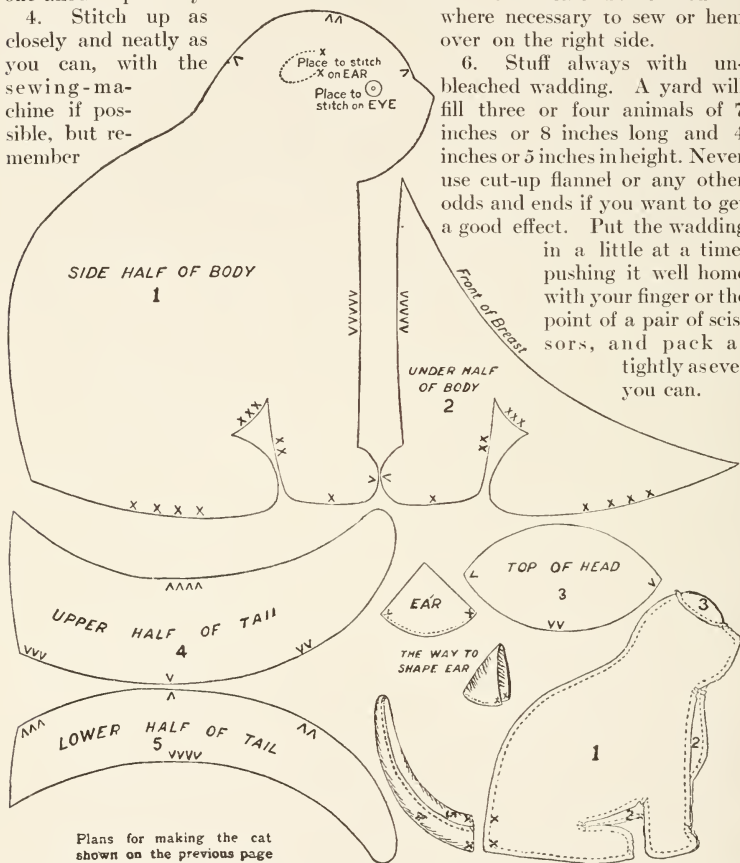 4. Stitch up as
closely and neatly as
you can, with the
sewing-ma-
chine if pos-
sible, but re-
member
where necessary to sew or hem
over on the right side.
6. Stuff always with un-
bleached wadding. A yard wil
fill three or four animals of 7
inches or 8 inches long and 4
inches or 5 inches in height. Never
use cut-up flannel or any other
odds and ends if you want to ge
a good effect. Put the wadding
in a little at a time
pushing it well home
with your finger or the
point of a pair of scis
sors, and pack a
tightly as eve
you can.
Place to stitch
on EAR
Place to
stitch on EYE
SIDE HALF OF BODY
1
Front of Breast
UNDER HALF
OF BODY
2
UPPER HALF OF TAIL
4
LOWER HALF OF TAIL
5
EAR
TOP OF HEAD
3
THE WAY TO
SHAPE EAR
3
1
2
2
4
5
Plans for making the cat
shown on the previous page